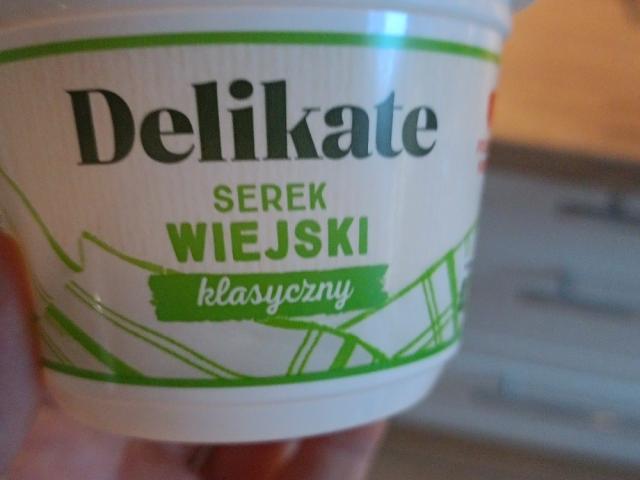 Delikate
SEREK
WIEJSKI
klasyczny